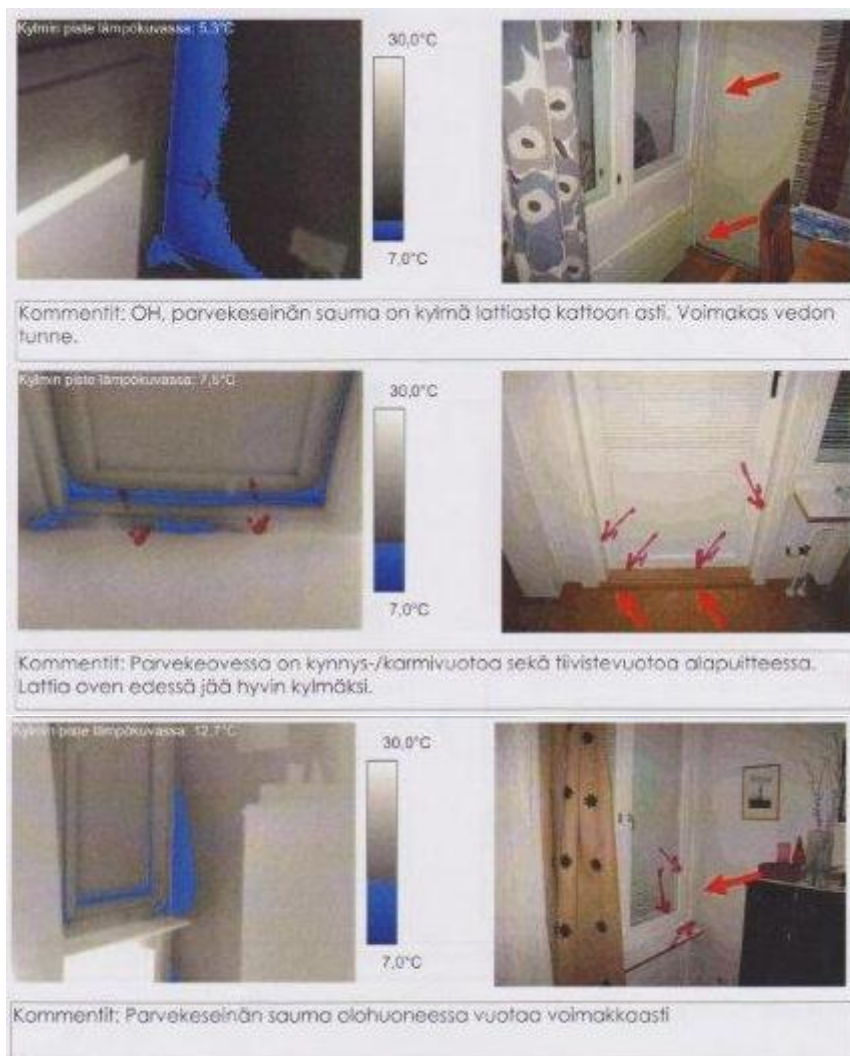 Kylmin piste lämpökuvassa: 5,3°C
30,0°C
7,0°C
Kommentit: OH, parvekeseinän sauma on kylmä lattiasta kattoon asti. Voimakas vedon
tunne.
Kylmin piste lämpökuvassa: 7,5°C
30,0°C
7,0°C
Kommentit: Parvekeovessa on kynnys-/karmivuotoa sekä tiivistevuotoa alapuitteessa.
Lattia oven edessä jää hyvin kylmäksi.
Kylmin piste lämpökuvassa: 12,7°C
30,0°C
7,0°C
Kommentit: Parvekeseinän sauma olohuoneessa vuotaa voimakkaasti